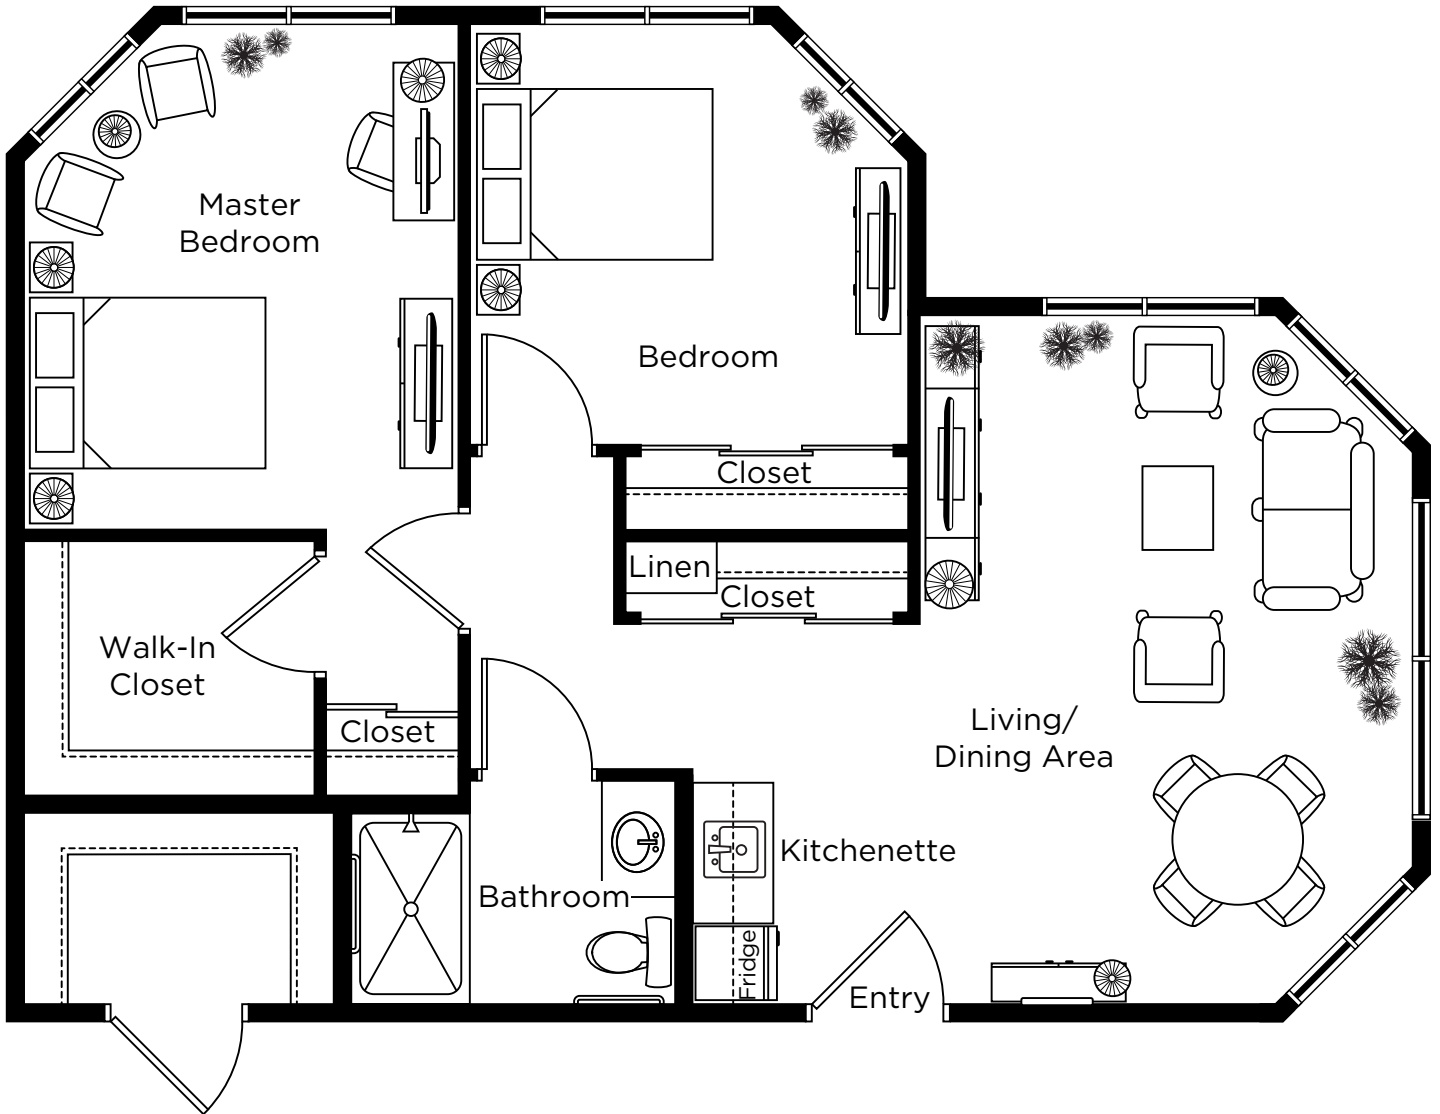 Master
Bedroom
Bedroom
Closet
Linen
Closet
Walk-In
Closet
Closet
Living/
Dining Area
Kitchenette
Bathroom
Fridge
Entry